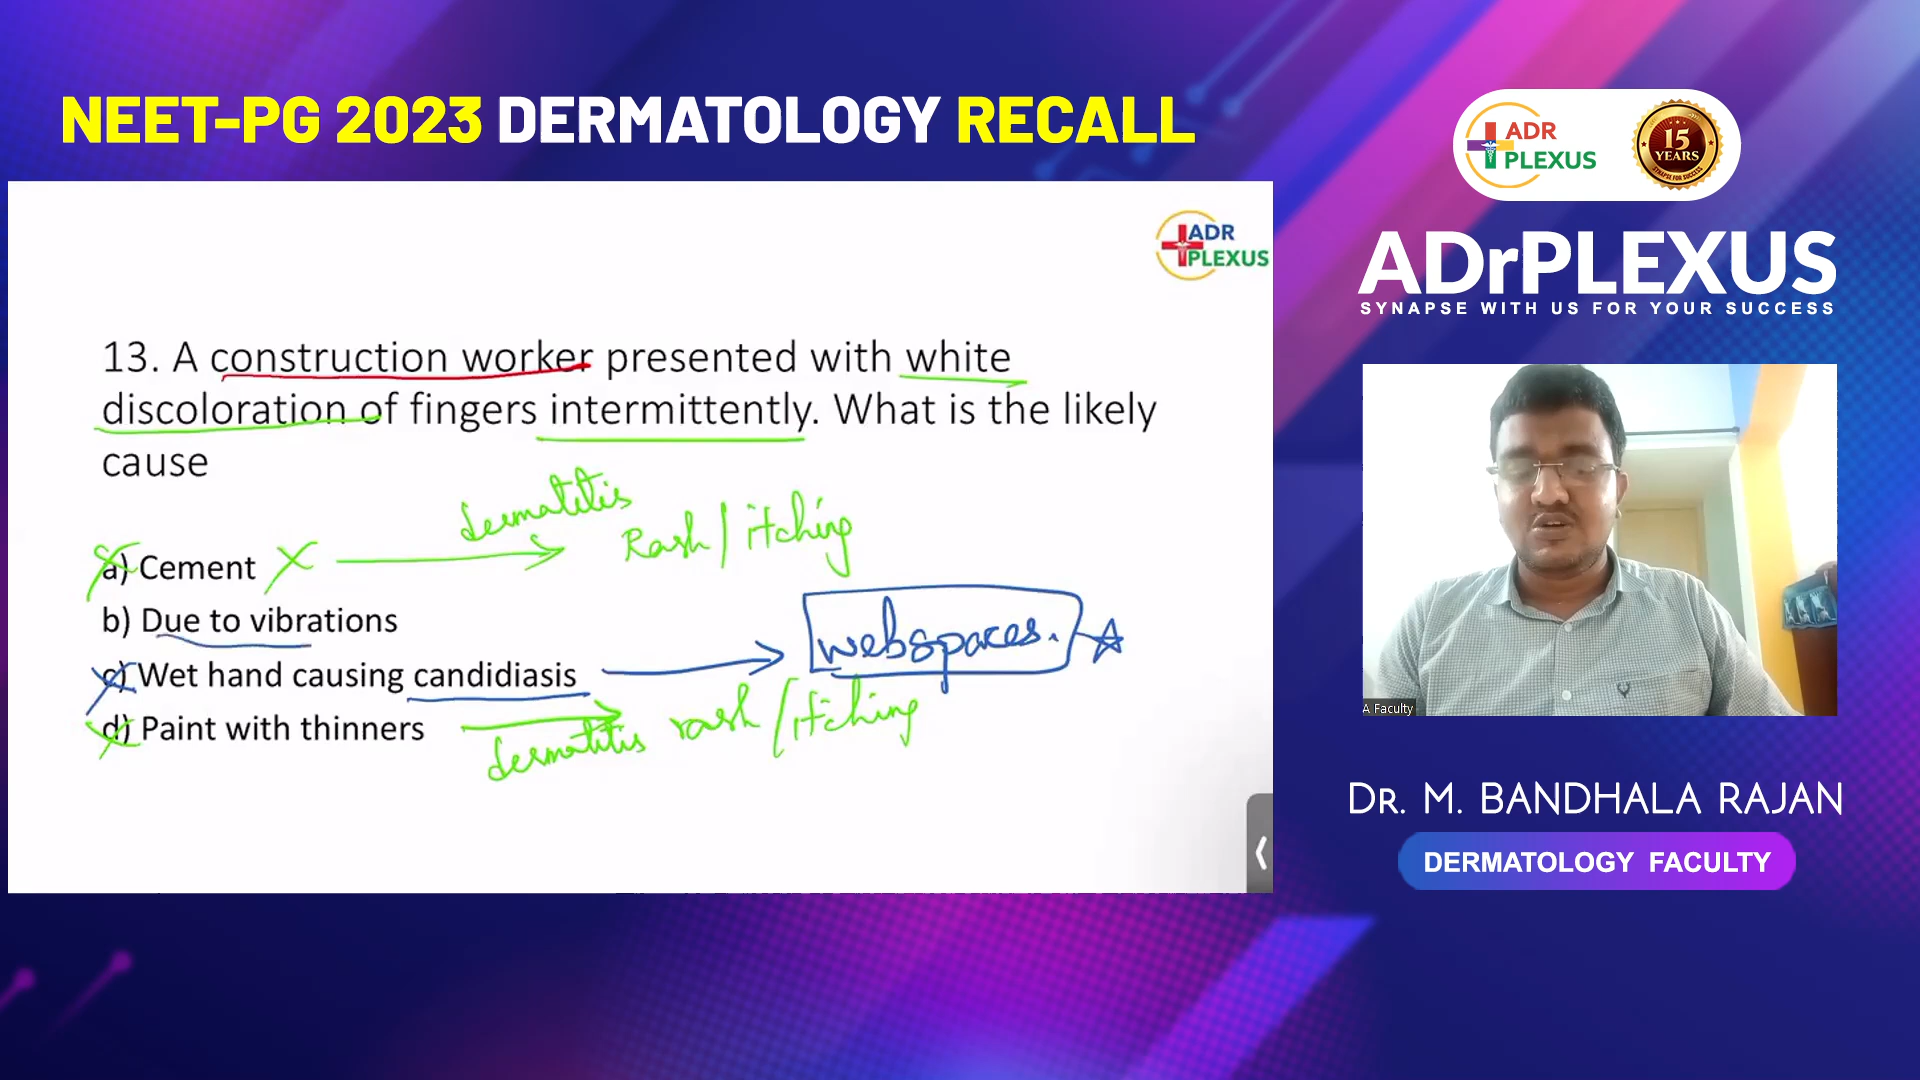 NEET-PG 2023 DERMATOLOGY RECALL
ADR
PLEXUS
15
YEARS
SYNAPSE FOR SUCCESS
ADrPLEXUS
SYNAPSE WITH US FOR YOUR SUCCESS
ADR
PLEXUS
13. A construction worker presented with white
discoloration of fingers intermittently. What is the likely
cause
dermatitis
Rash / itching
a) Cement
b) Due to vibrations
webspaces.
c) Wet hand causing candidiasis
d) Paint with thinners
dermatitis rash / itching
A Faculty
DR. M. BANDHALA RAJAN
DERMATOLOGY FACULTY